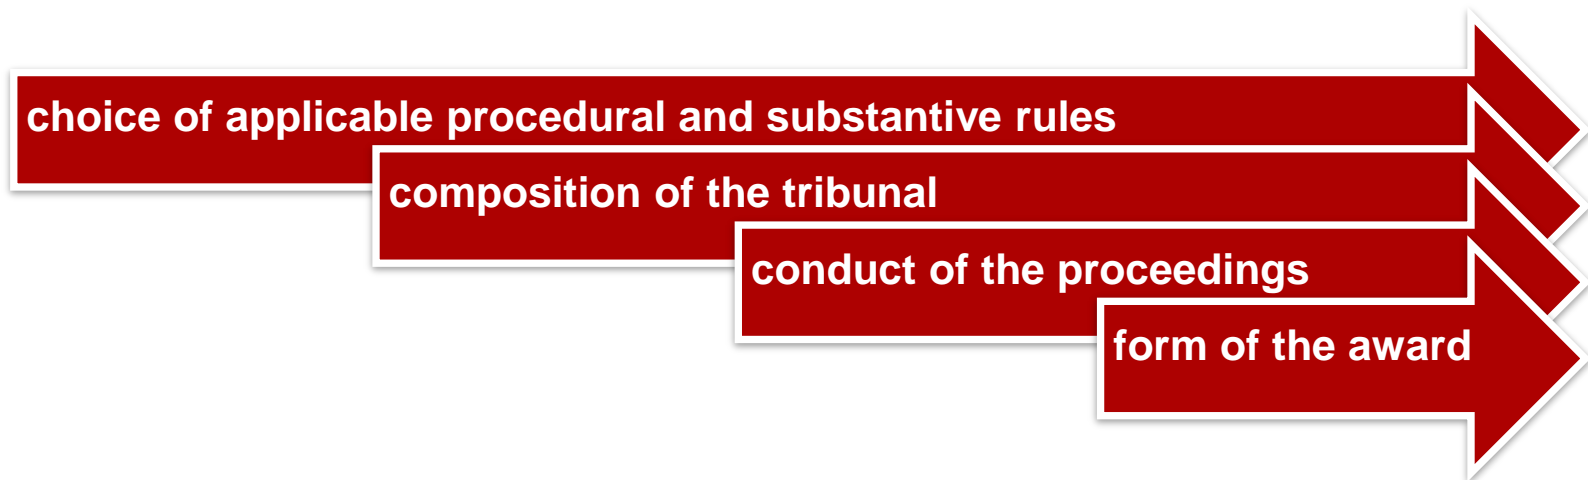 choice of applicable procedural and substantive rules
composition of the tribunal
conduct of the proceedings
form of the award